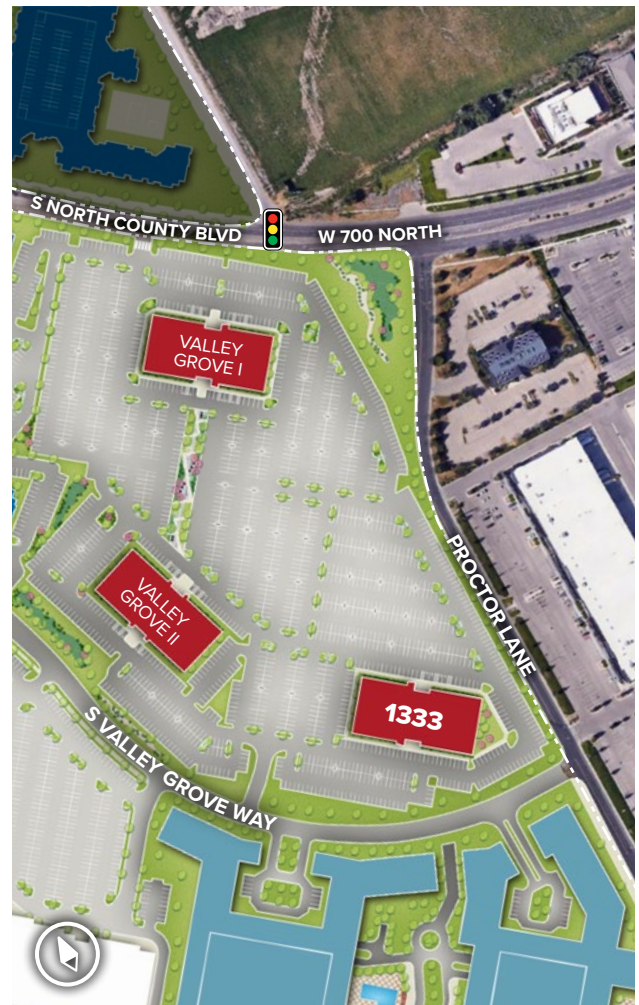 S NORTH COUNTY BLVD
W 700 NORTH
VALLEY
GROVE I
PROCTOR LANE
VALLEY
GROVE II
1333
S VALLEY GROVE WAY